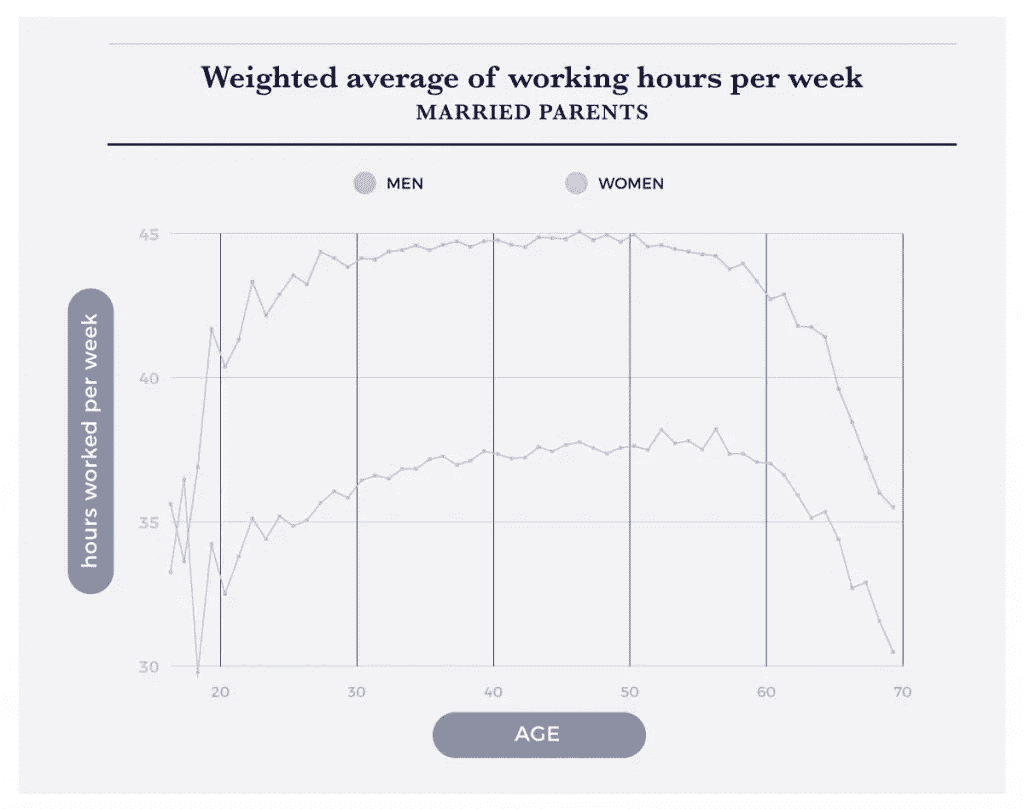 Weighted average of working hours per week
MARRIED PARENTS
MEN
WOMEN
45
40
35
30
hours worked per week
20 30 40 50 60 70
AGE